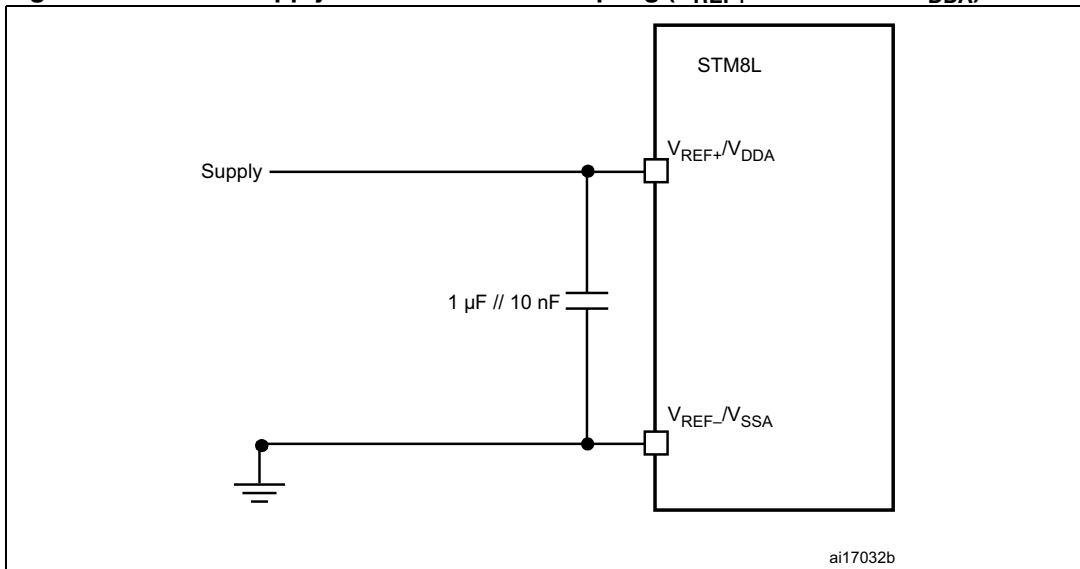 STM8L
VREF+/VDDA
Supply
1 µF // 10 nF
VREF–/VSSA
ai17032b